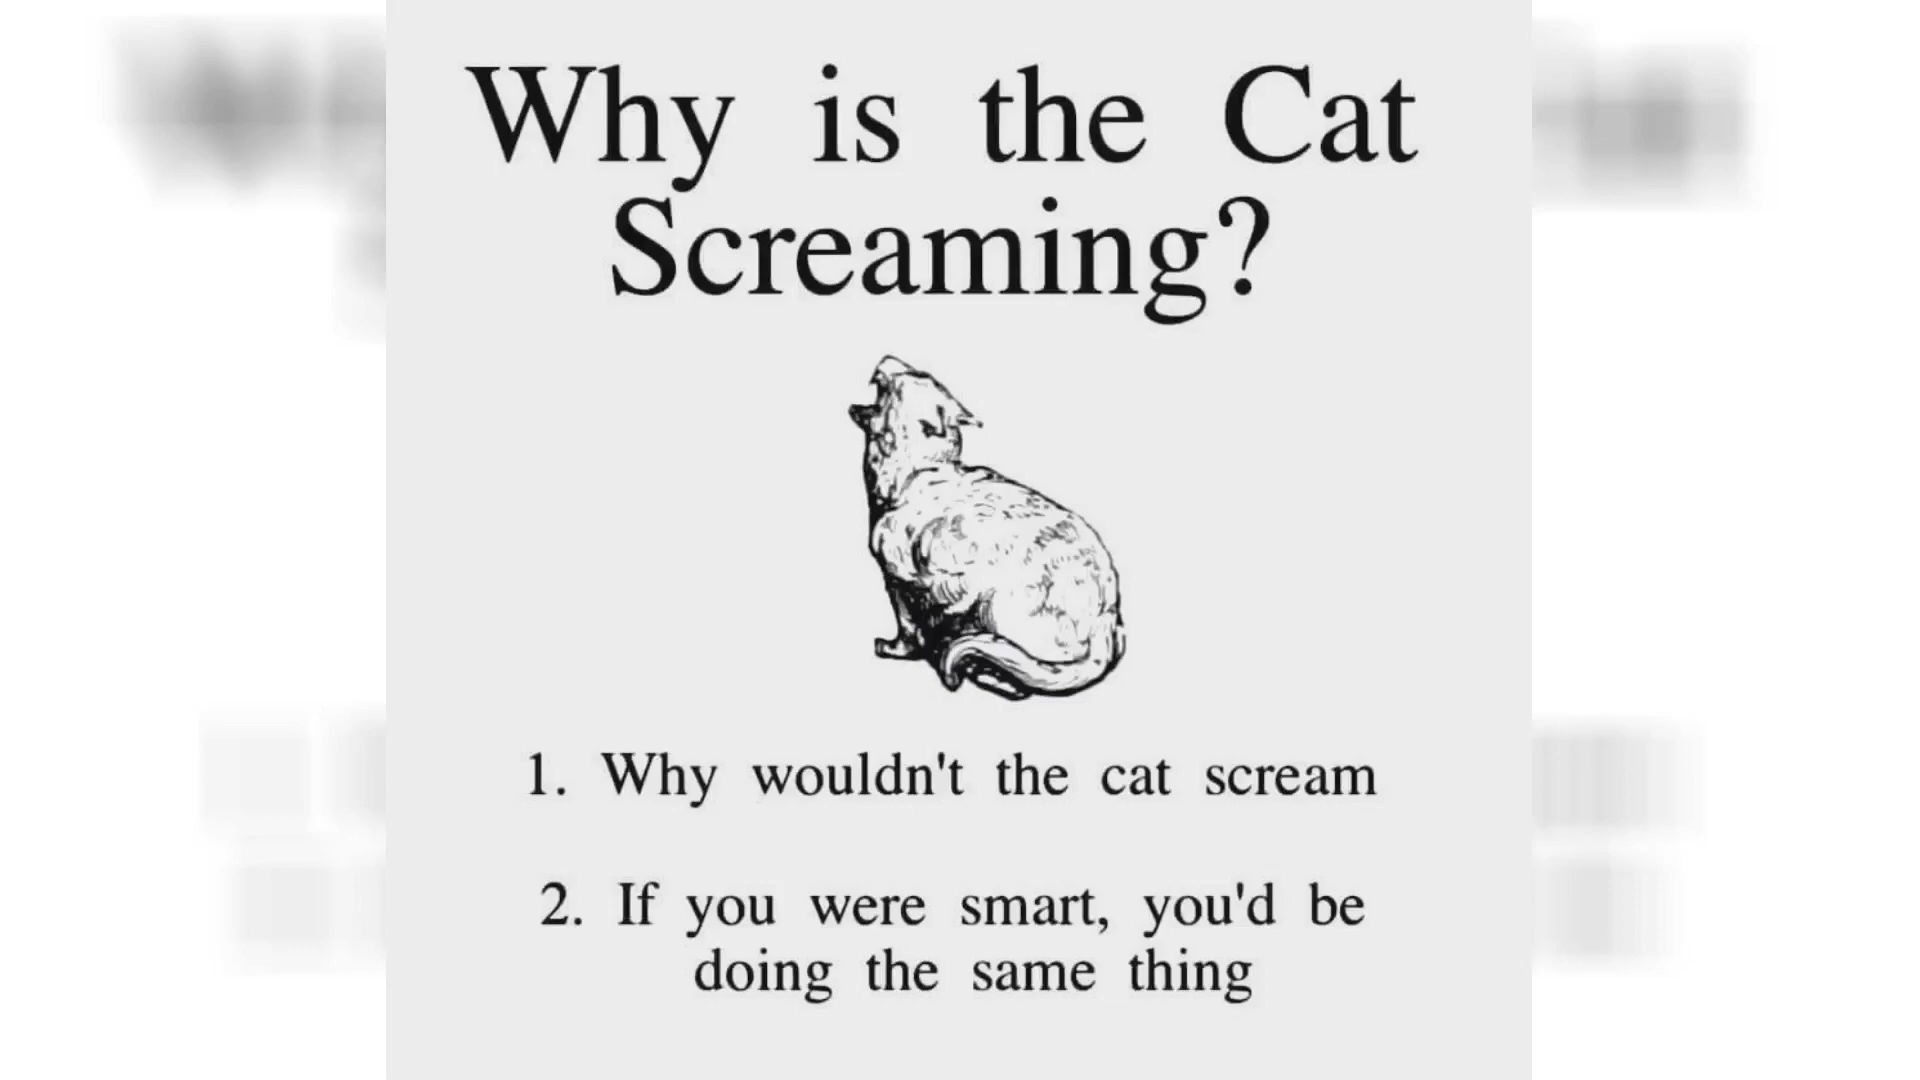 Why is the Cat
Screaming?
1. Why wouldn't the cat scream
2. If you were smart, you'd be
doing the same thing